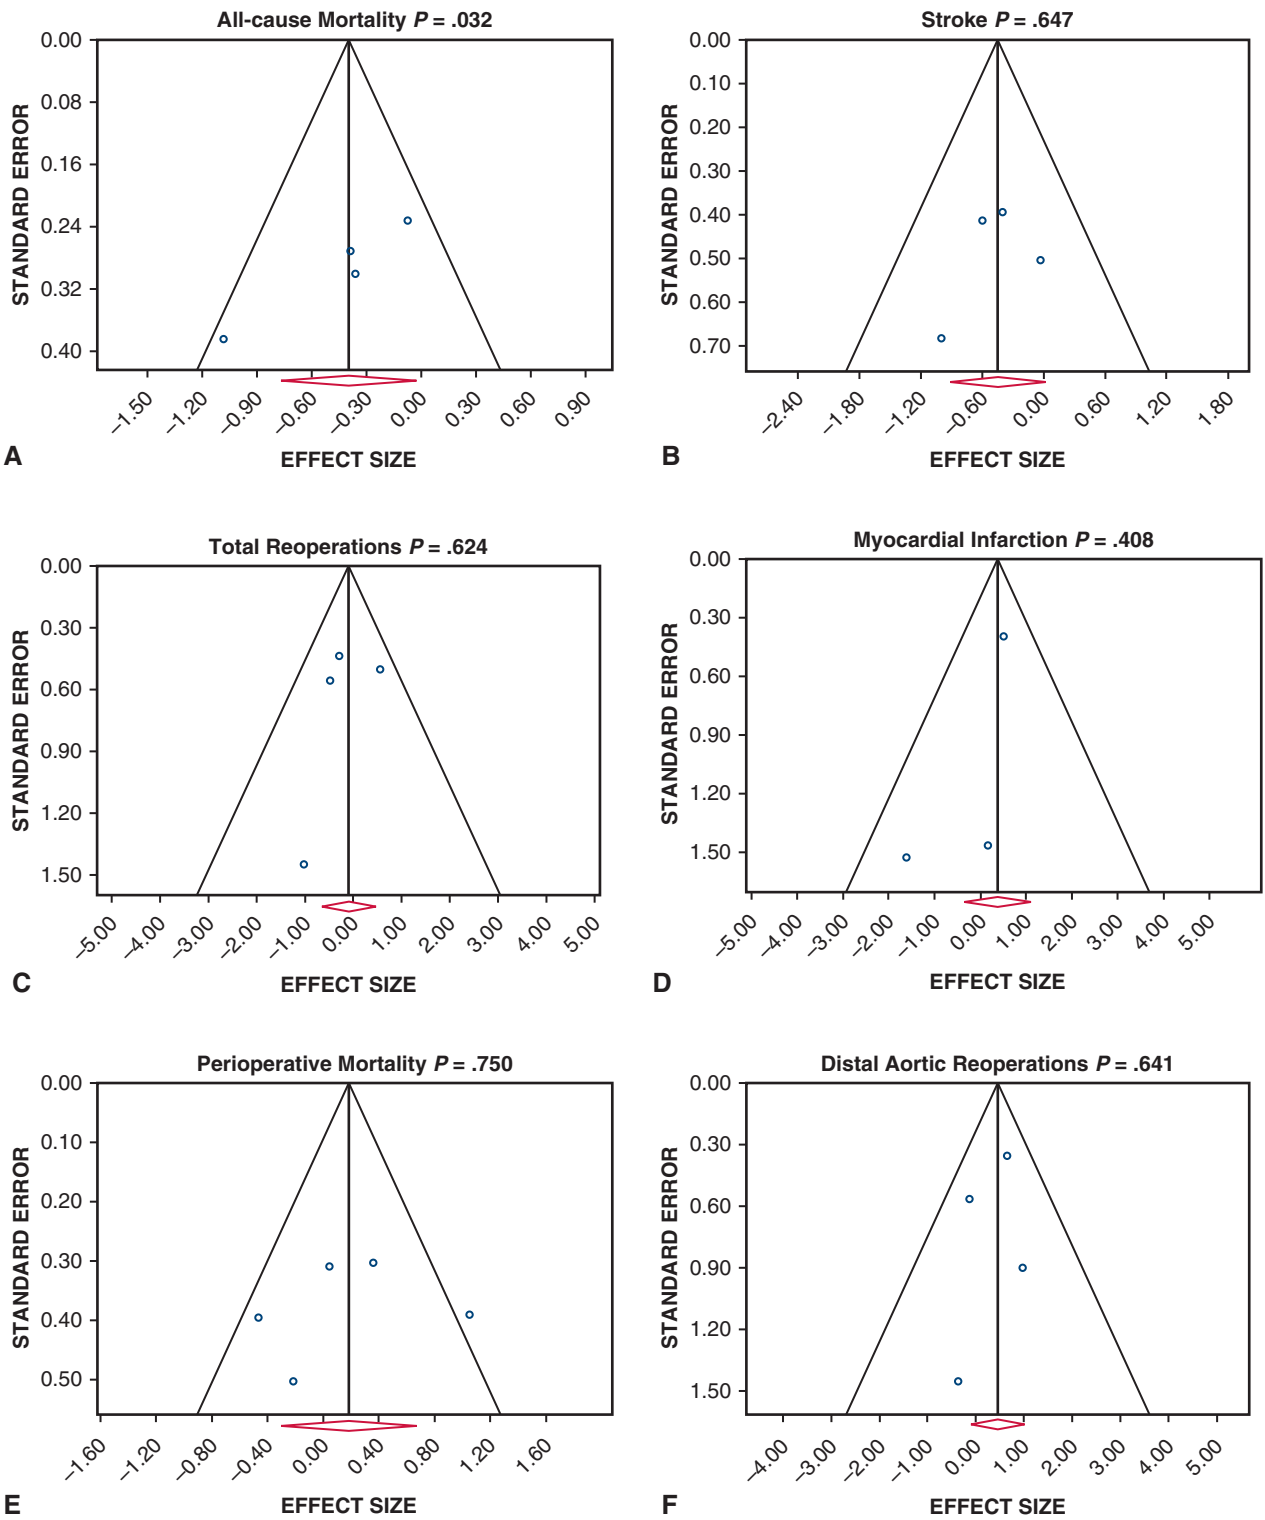 All-cause Mortality P = .032
0.00
0.08
0.16
0.24
0.32
0.40
STANDARD ERROR
–1.50 –1.20 –0.90 –0.60 –0.30 0.00 0.30 0.60 0.90
EFFECT SIZE
A
Stroke P = .647
0.00
0.10
0.20
0.30
0.40
0.50
0.60
0.70
STANDARD ERROR
–2.40 –1.80 –1.20 –0.60 0.00 0.60 1.20 1.80
EFFECT SIZE
B
Total Reoperations P = .624
0.00
0.30
0.60
0.90
1.20
1.50
STANDARD ERROR
–5.00 –4.00 –3.00 –2.00 –1.00 0.00 1.00 2.00 3.00 4.00 5.00
EFFECT SIZE
C
Myocardial Infarction P = .408
0.00
0.30
0.60
0.90
1.20
1.50
STANDARD ERROR
–5.00 –4.00 –3.00 –2.00 –1.00 0.00 1.00 2.00 3.00 4.00 5.00
EFFECT SIZE
D
Perioperative Mortality P = .750
0.00
0.10
0.20
0.30
0.40
0.50
STANDARD ERROR
–1.60 –1.20 –0.80 –0.40 0.00 0.40 0.80 1.20 1.60
EFFECT SIZE
E
Distal Aortic Reoperations P = .641
0.00
0.30
0.60
0.90
1.20
1.50
STANDARD ERROR
–4.00 –3.00 –2.00 –1.00 0.00 1.00 2.00 3.00 4.00 5.00
EFFECT SIZE
F